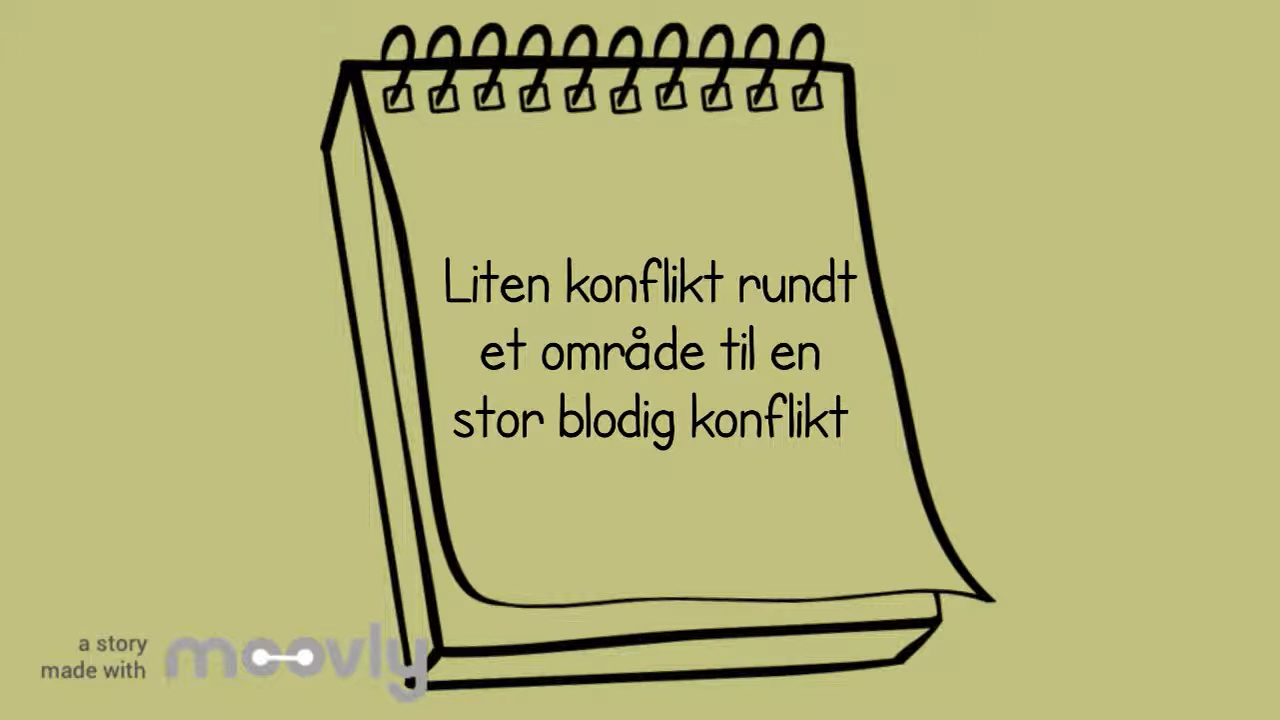 Liten konflikt rundt
et område til en
stor blodig konflikt
a story
made with
moovly